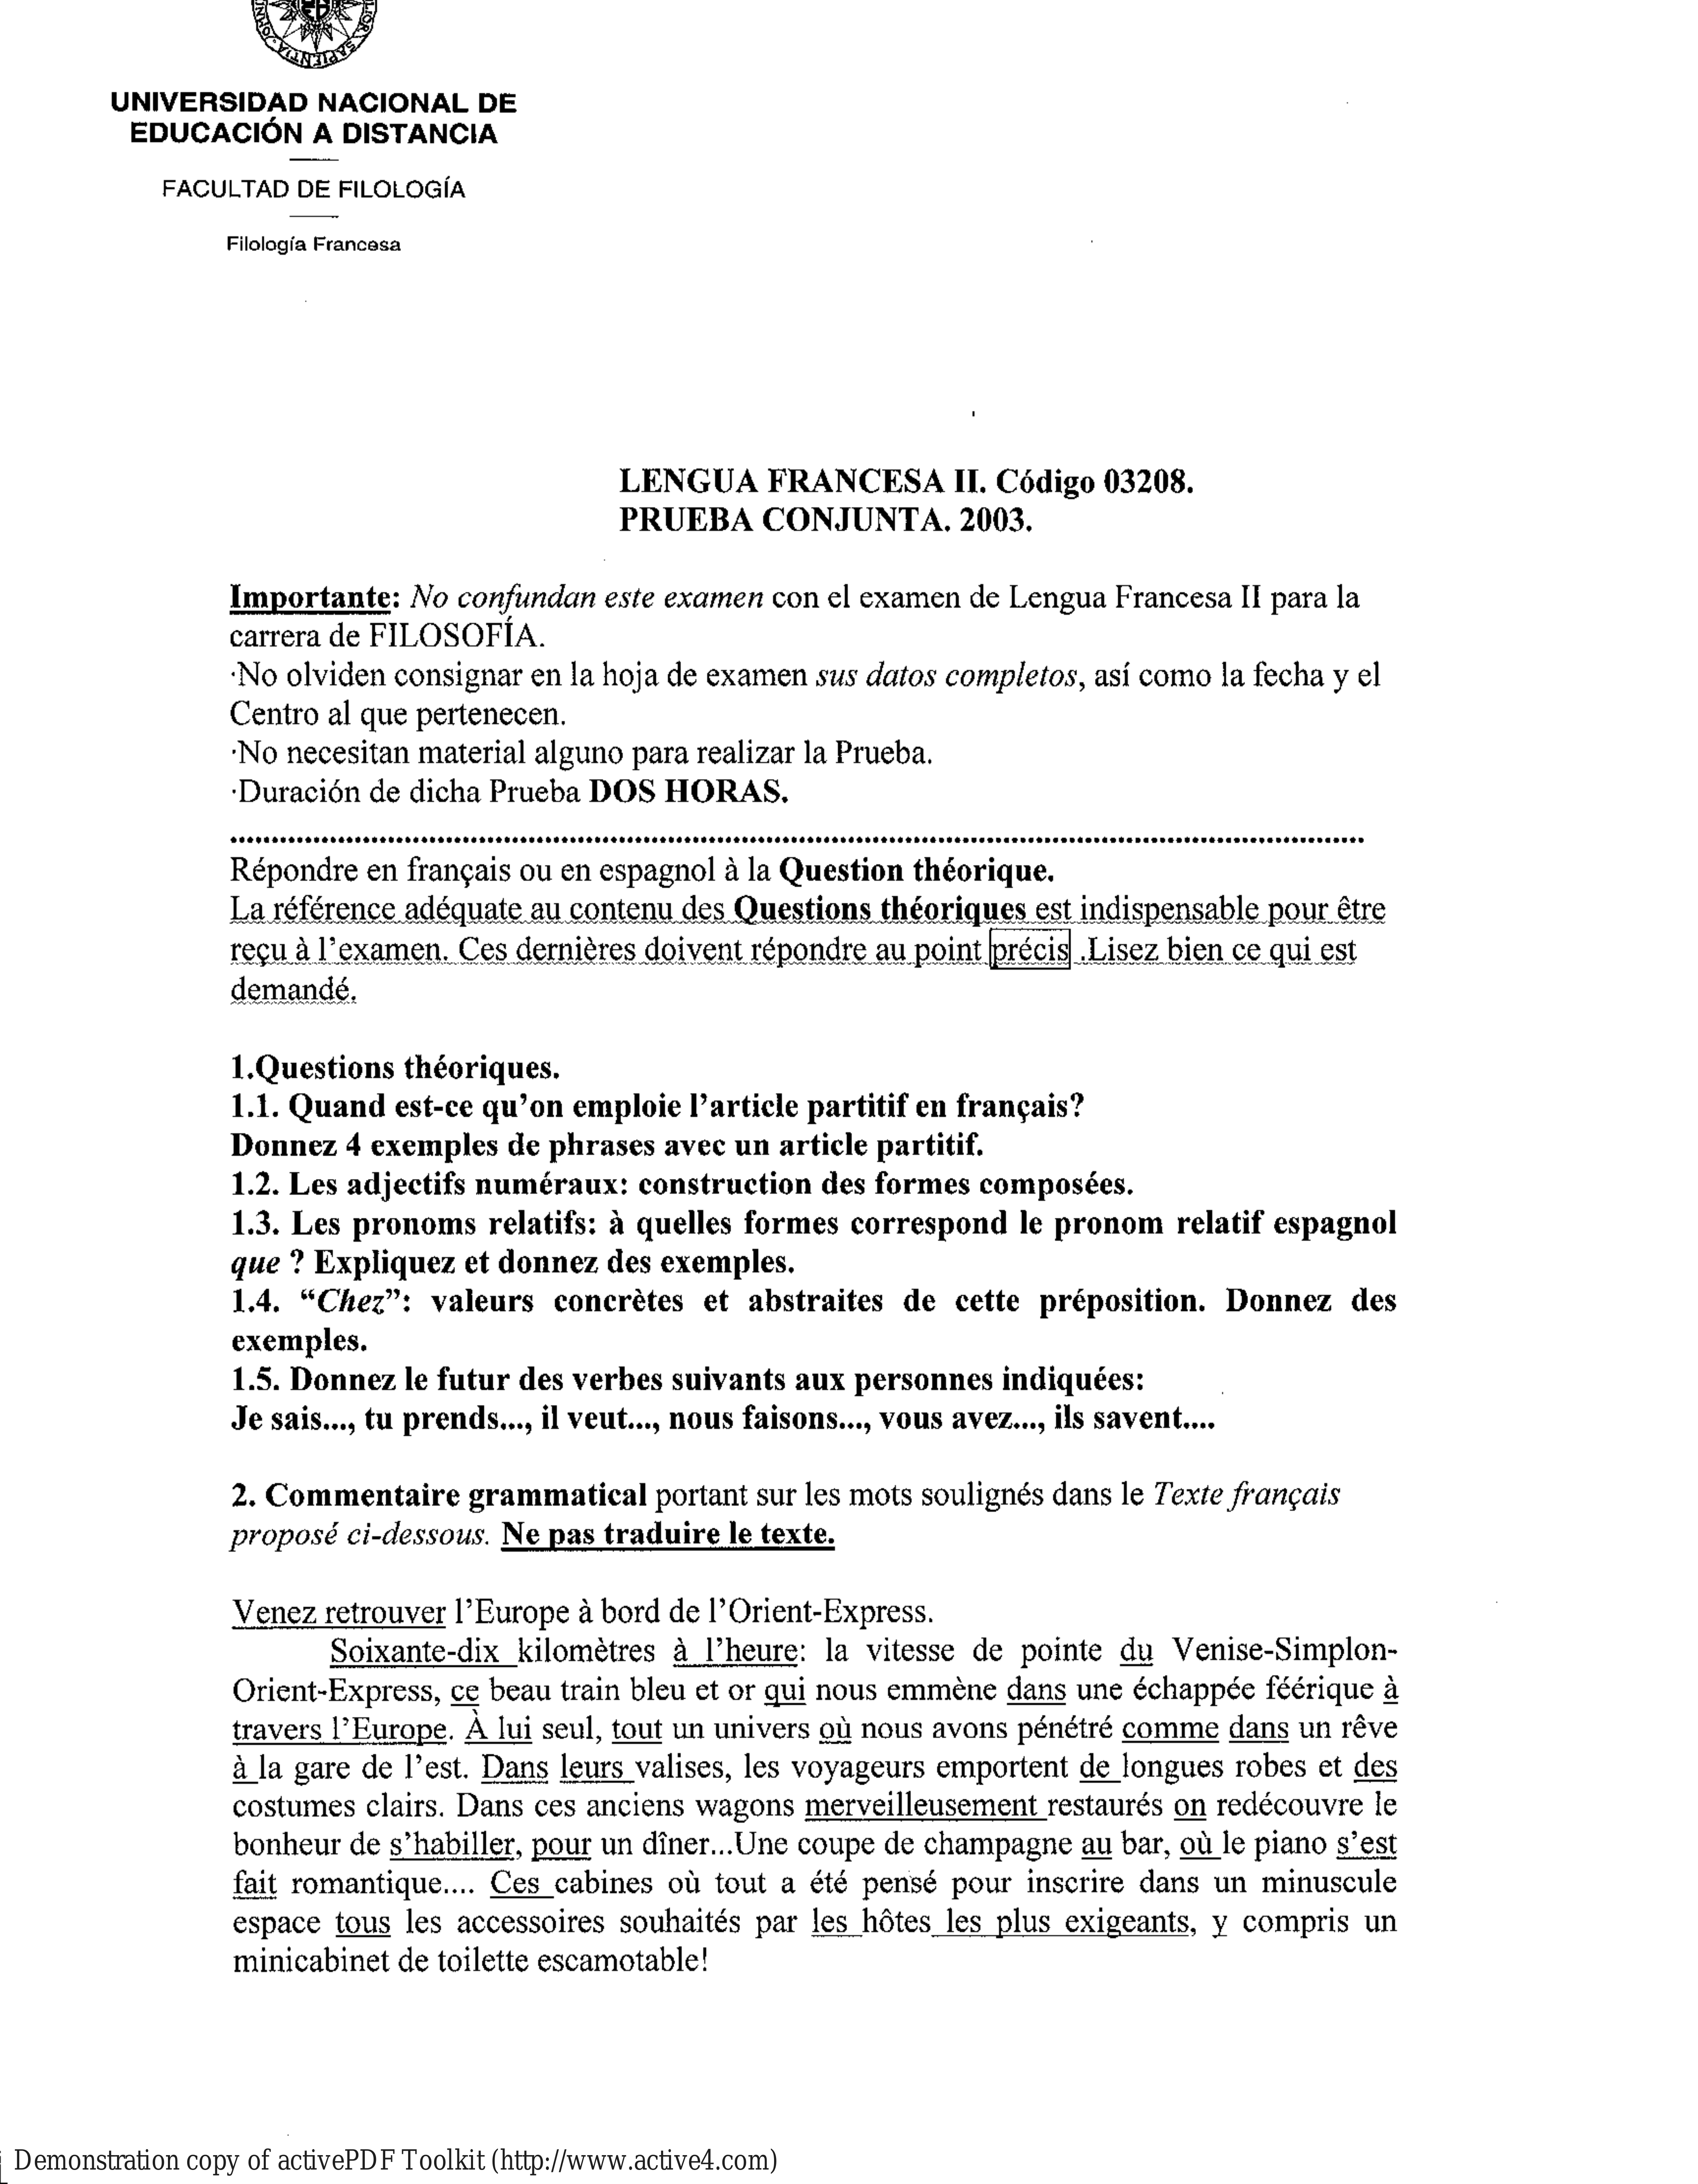 UNIVERSIDAD NACIONAL DE
EDUCACIÓN A DISTANCIA
FACULTAD DE FILOLOGÍA
Filología Francesa
LENGUA FRANCESA II. Código 03208.
PRUEBA CONJUNTA. 2003.
Importante: No confundan este examen con el examen de Lengua Francesa II para la
carrera de FILOSOFÍA.
·No olviden consignar en la hoja de examen sus datos completos, así como la fecha y el
Centro al que pertenecen.
·No necesitan material alguno para realizar la Prueba.
·Duración de dicha Prueba DOS HORAS.
Répondre en français ou en espagnol à la Question théorique.
La référence adéquate au contenu des Questions théoriques est indispensable pour être
reçu à l'examen. Ces dernières doivent répondre au point précis .Lisez bien ce qui est
demandé.
1.Questions théoriques.
1.1. Quand est-ce qu'on emploie l'article partitif en français?
Donnez 4 exemples de phrases avec un article partitif.
1.2. Les adjectifs numéraux: construction des formes composées.
1.3. Les pronoms relatifs: à quelles formes correspond le pronom relatif espagnol
que ? Expliquez et donnez des exemples.
1.4. “Chez”: valeurs concrètes et abstraites de cette préposition. Donnez des
exemples.
1.5. Donnez le futur des verbes suivants aux personnes indiquées:
Je sais..., tu prends..., il veut..., nous faisons..., vous avez..., ils savent....
2. Commentaire grammatical portant sur les mots soulignés dans le Texte français
proposé ci-dessous. Ne pas traduire le texte.
Venez retrouver l'Europe à bord de l'Orient-Express.
Soixante-dix kilomètres à l'heure: la vitesse de pointe du Venise-Simplon-
Orient-Express, ce beau train bleu et or qui nous emmène dans une échappée féérique à
travers l'Europe. À lui seul, tout un univers où nous avons pénétré comme dans un rêve
à la gare de l'est. Dans leurs valises, les voyageurs emportent de longues robes et des
costumes clairs. Dans ces anciens wagons merveilleusement restaurés on redécouvre le
bonheur de s'habiller, pour un dîner...Une coupe de champagne au bar, où le piano s'est
fait romantique.... Ces cabines où tout a été pensé pour inscrire dans un minuscule
espace tous les accessoires souhaités par les hôtes les plus exigeants, y compris un
minicabinet de toilette escamotable!
Demonstration copy of activePDF Toolkit (http://www.active4.com)